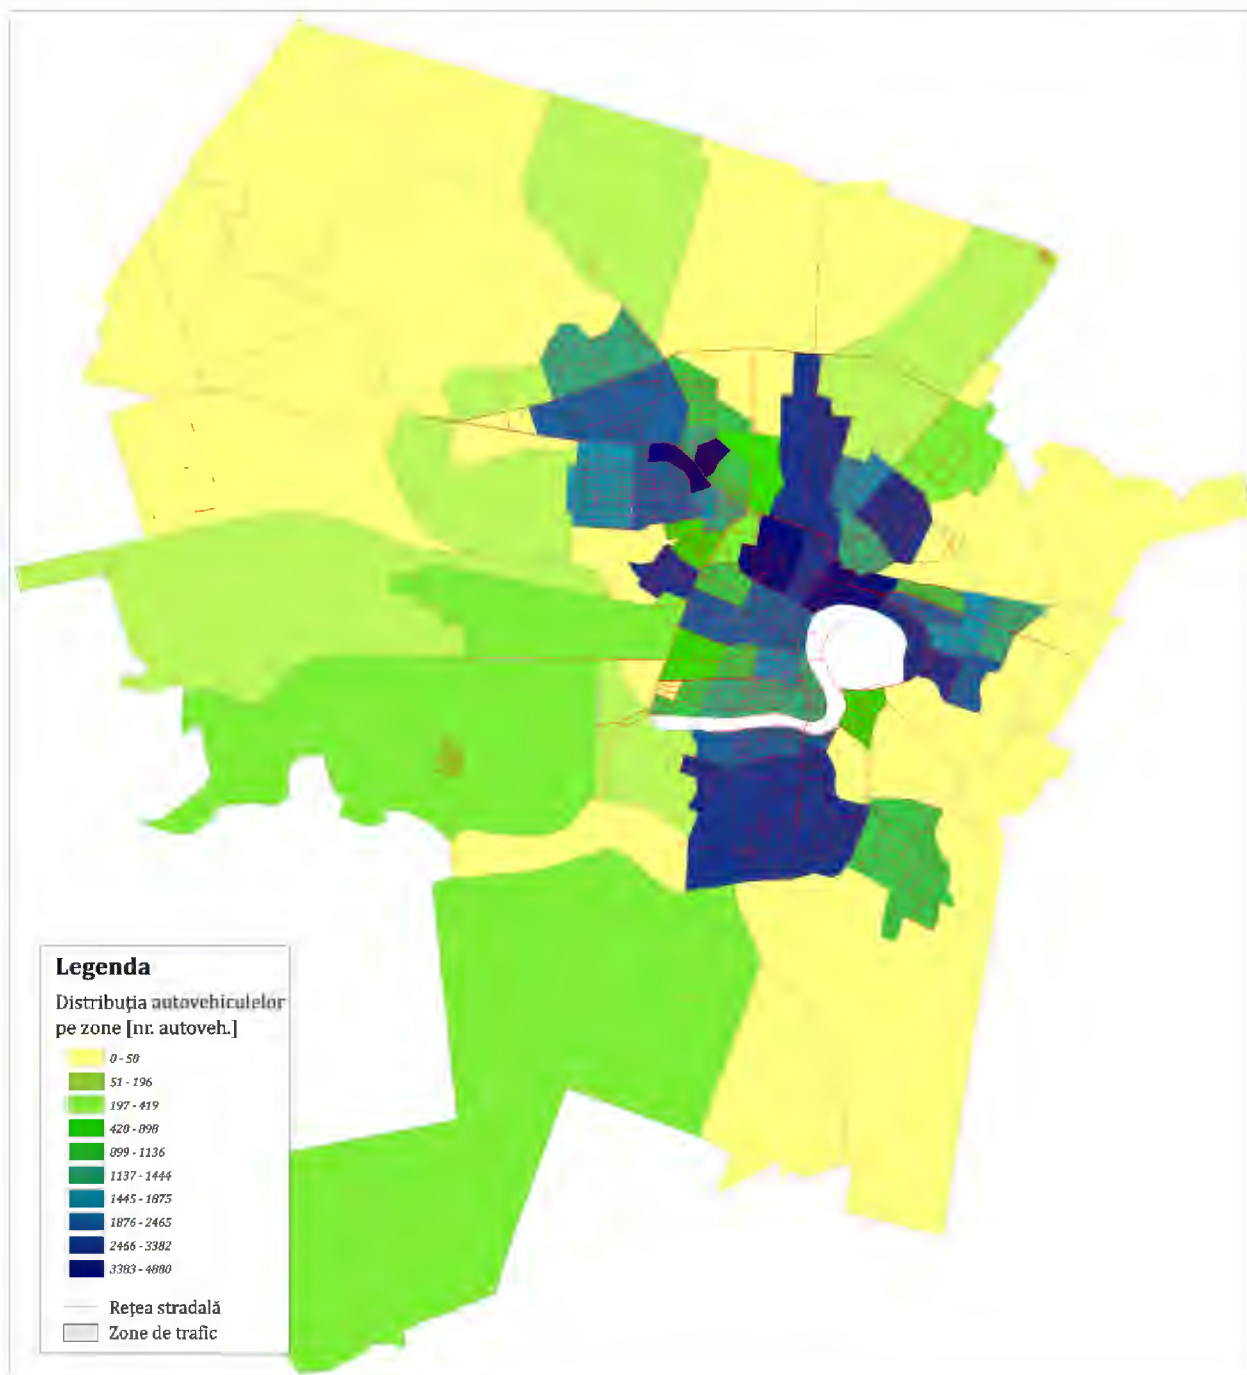 Legenda
Distribuția autovehiculelor
pe zone [nr. autoveh.]
0 - 50
51 - 196
197 - 419
420 - 898
899 - 1136
1137 - 1444
1445 - 1875
1876 - 2465
2466 - 3382
3383 - 4880
Rețea stradală
Zone de trafic